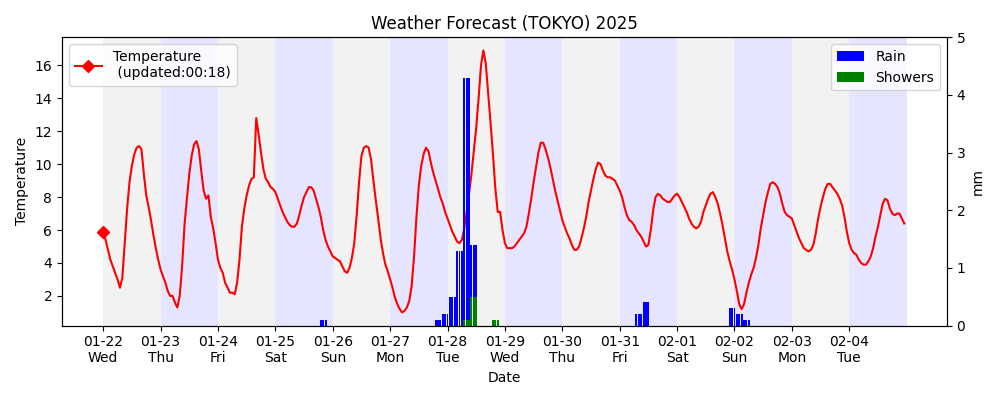 Weather Forecast (TOKYO) 2025
Temperature
(updated:00:18)
Rain
Showers
Temperature
16
14
12
10
8
6
4
2
5
4
3
2
1
0
mm
01-22 01-23 01-24 01-25 01-26 01-27 01-28 01-29 01-30 01-31 02-01 02-02 02-03 02-04
Wed Thu Fri Sat Sun Mon Tue Wed Thu Fri Sat Sun Mon Tue
Date